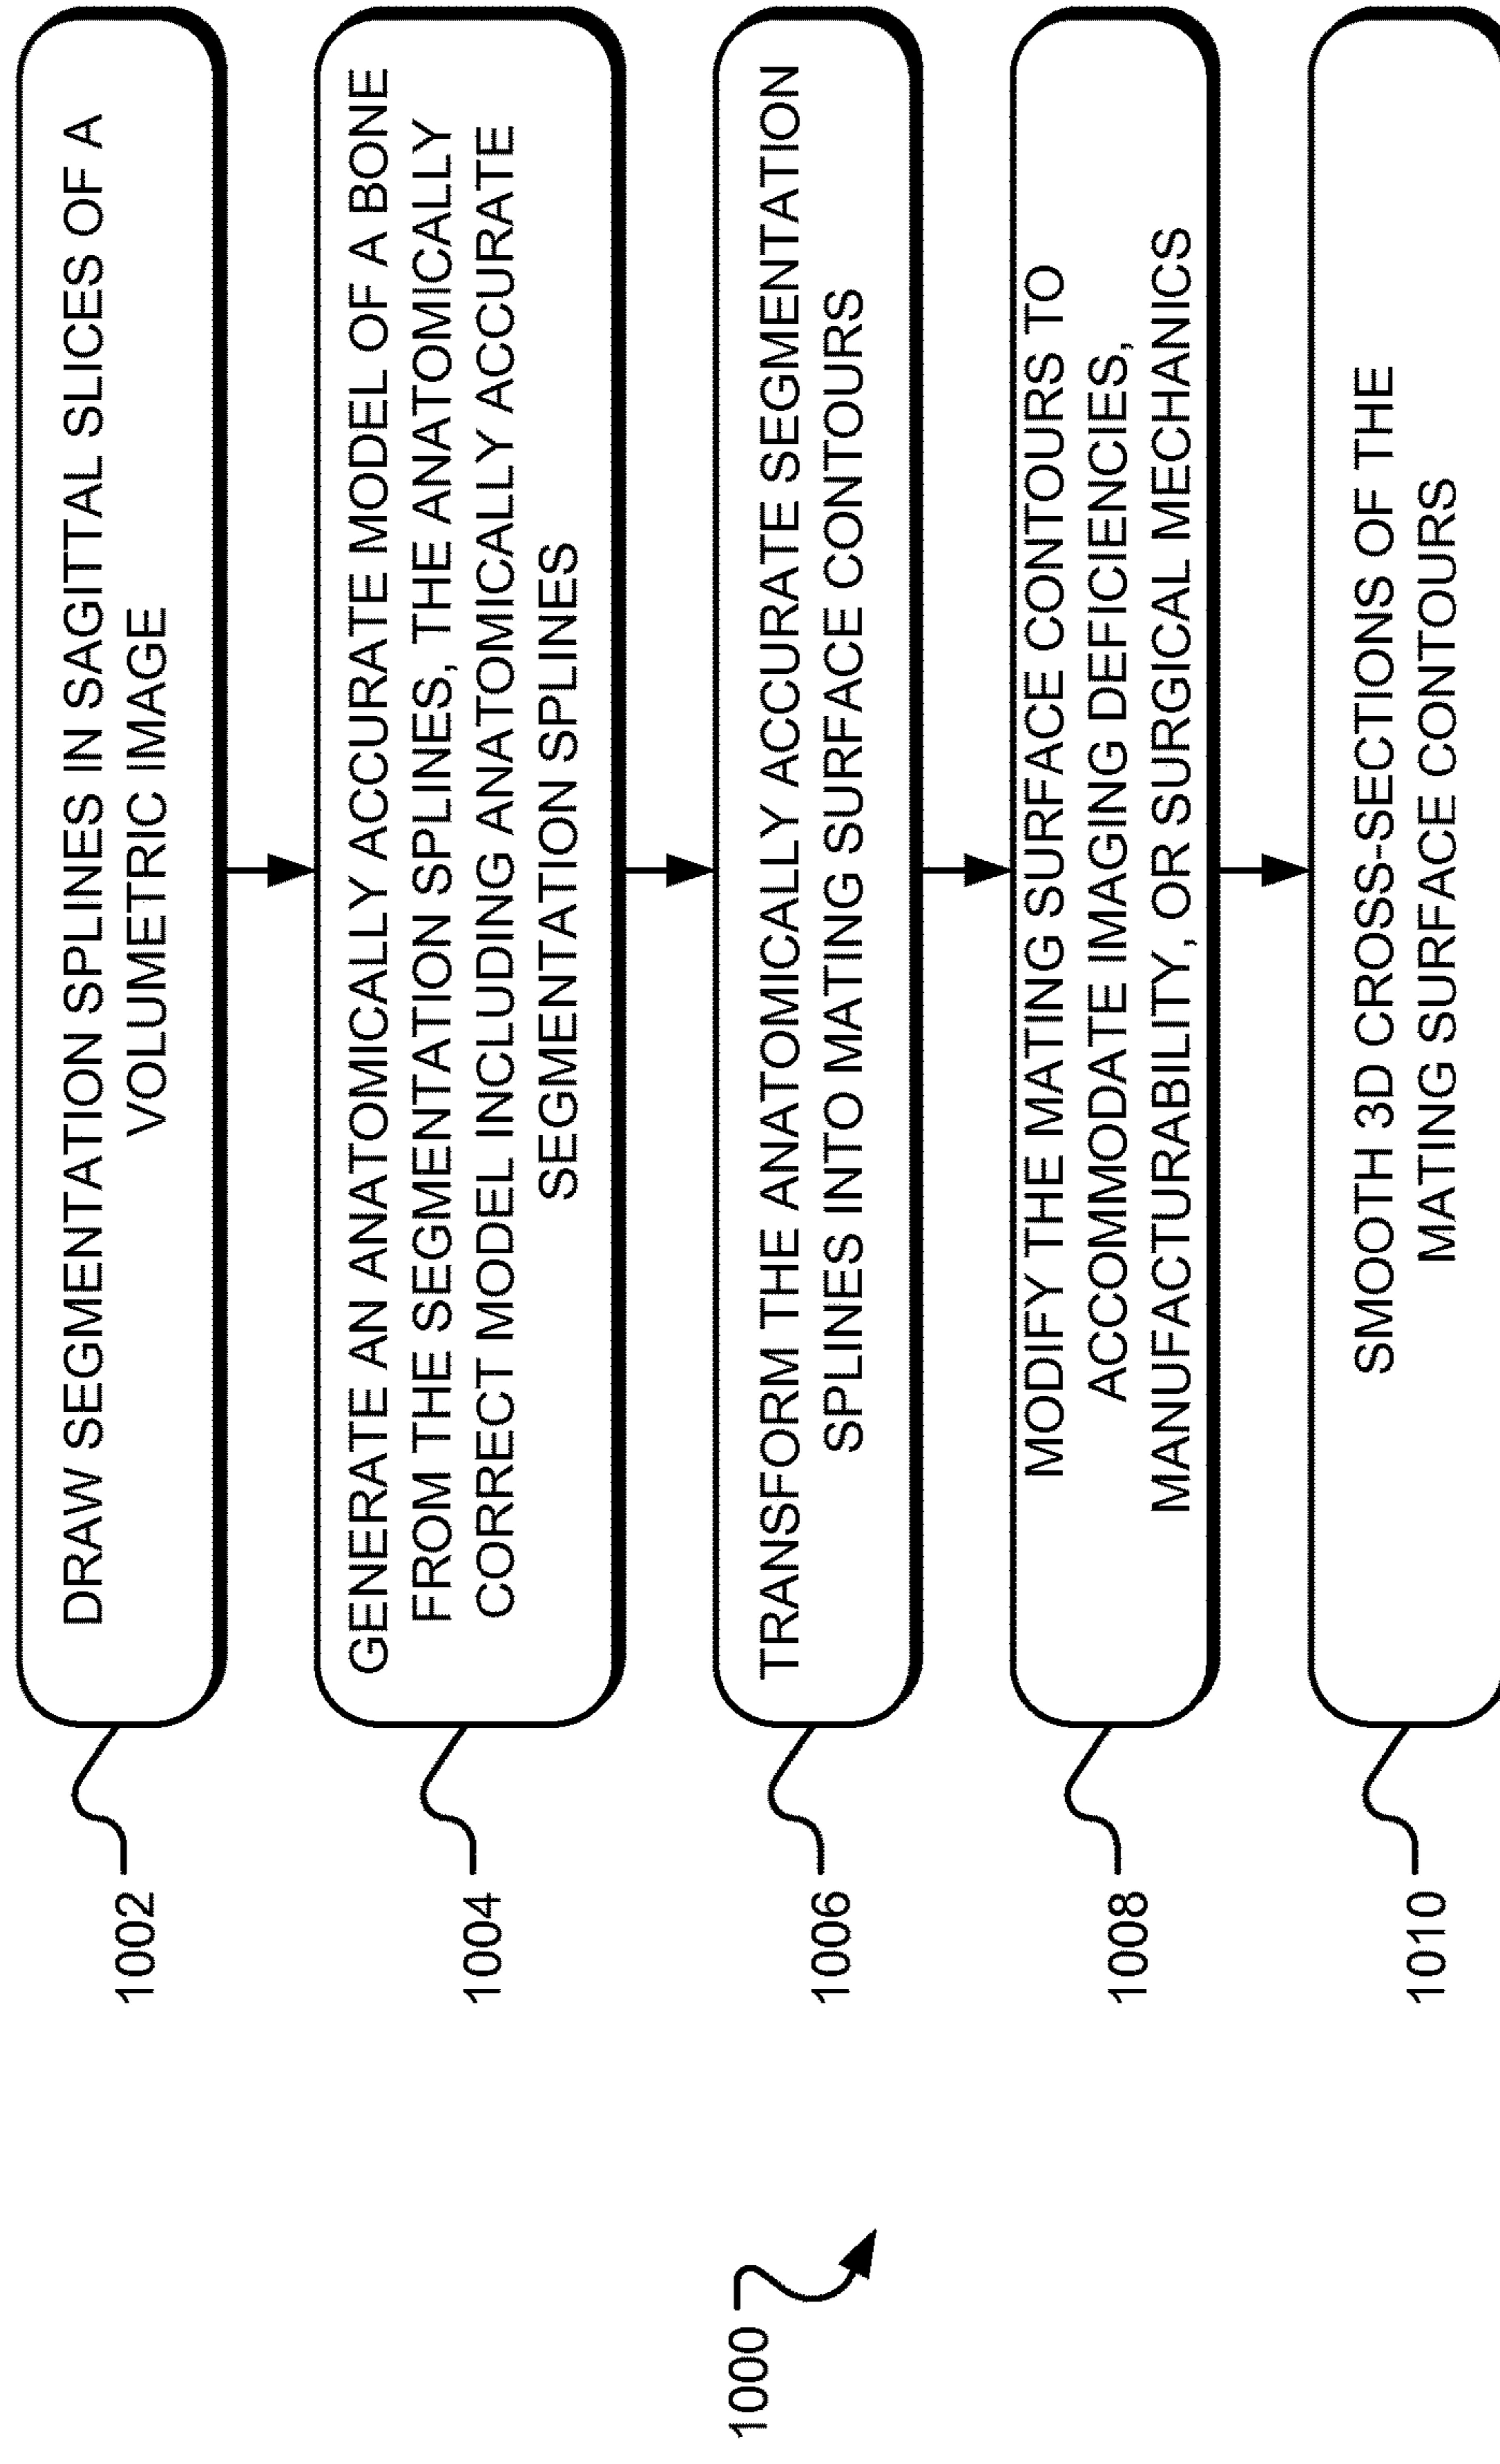 1000
1002
DRAW SEGMENTATION SPLINES IN SAGITTAL SLICES OF A
VOLUMETRIC IMAGE
1004
GENERATE AN ANATOMICALLY ACCURATE MODEL OF A BONE
FROM THE SEGMENTATION SPLINES, THE ANATOMICALLY
CORRECT MODEL INCLUDING ANATOMICALLY ACCURATE
SEGMENTATION SPLINES
1006
TRANSFORM THE ANATOMICALLY ACCURATE SEGMENTATION
SPLINES INTO MATING SURFACE CONTOURS
1008
MODIFY THE MATING SURFACE CONTOURS TO
ACCOMMODATE IMAGING DEFICIENCIES,
MANUFACTURABILITY, OR SURGICAL MECHANICS
1010
SMOOTH 3D CROSS-SECTIONS OF THE
MATING SURFACE CONTOURS